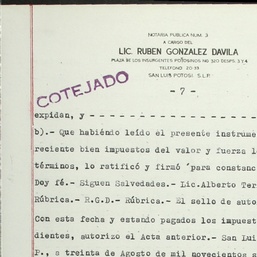 NOTARIA PUBLICA NUM. 3
A CARGO DEL
LIC. RUBEN GONZALEZ DAVILA
PLAZA DE LOS INSURGENTES POTOSINOS NO 320 DESPS. 3 Y 4
TELEFONO 20-19
SAN LUIS POTOSI, S.L.P.
COTEJADO
- 7 -
expidan, y - - - - - - - - - - - - - - - - -
b).- Que habiéndo leído el presente instrume
reciente bien impuestos del valor y fuerza l
términos, lo ratificó y firmó para constanc
Doy fé.- Siguen Salvedades.- Lic.Alberto Ter
Rúbrica.- R.G.D.- Rúbrica.- El sello de autor
Con esta fecha y estando pagados los impuest
dientes, autorizo el Acta anterior.- San Lui
P., a treinta de Agosto de mil novecientos s